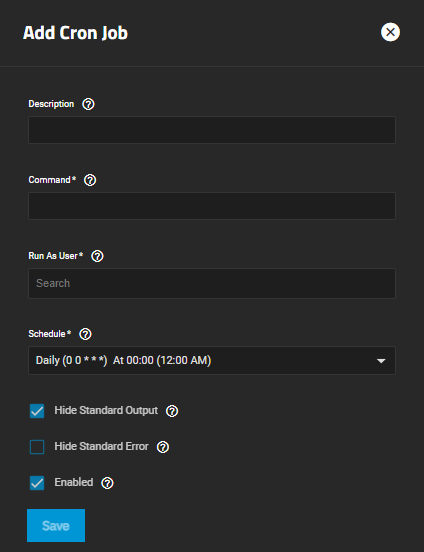 Add Cron Job
Description
Command*
Run As User*
Search
Schedule*
Daily (0 0 * * *) At 00:00 (12:00 AM)
Hide Standard Output
Hide Standard Error
Enabled
Save